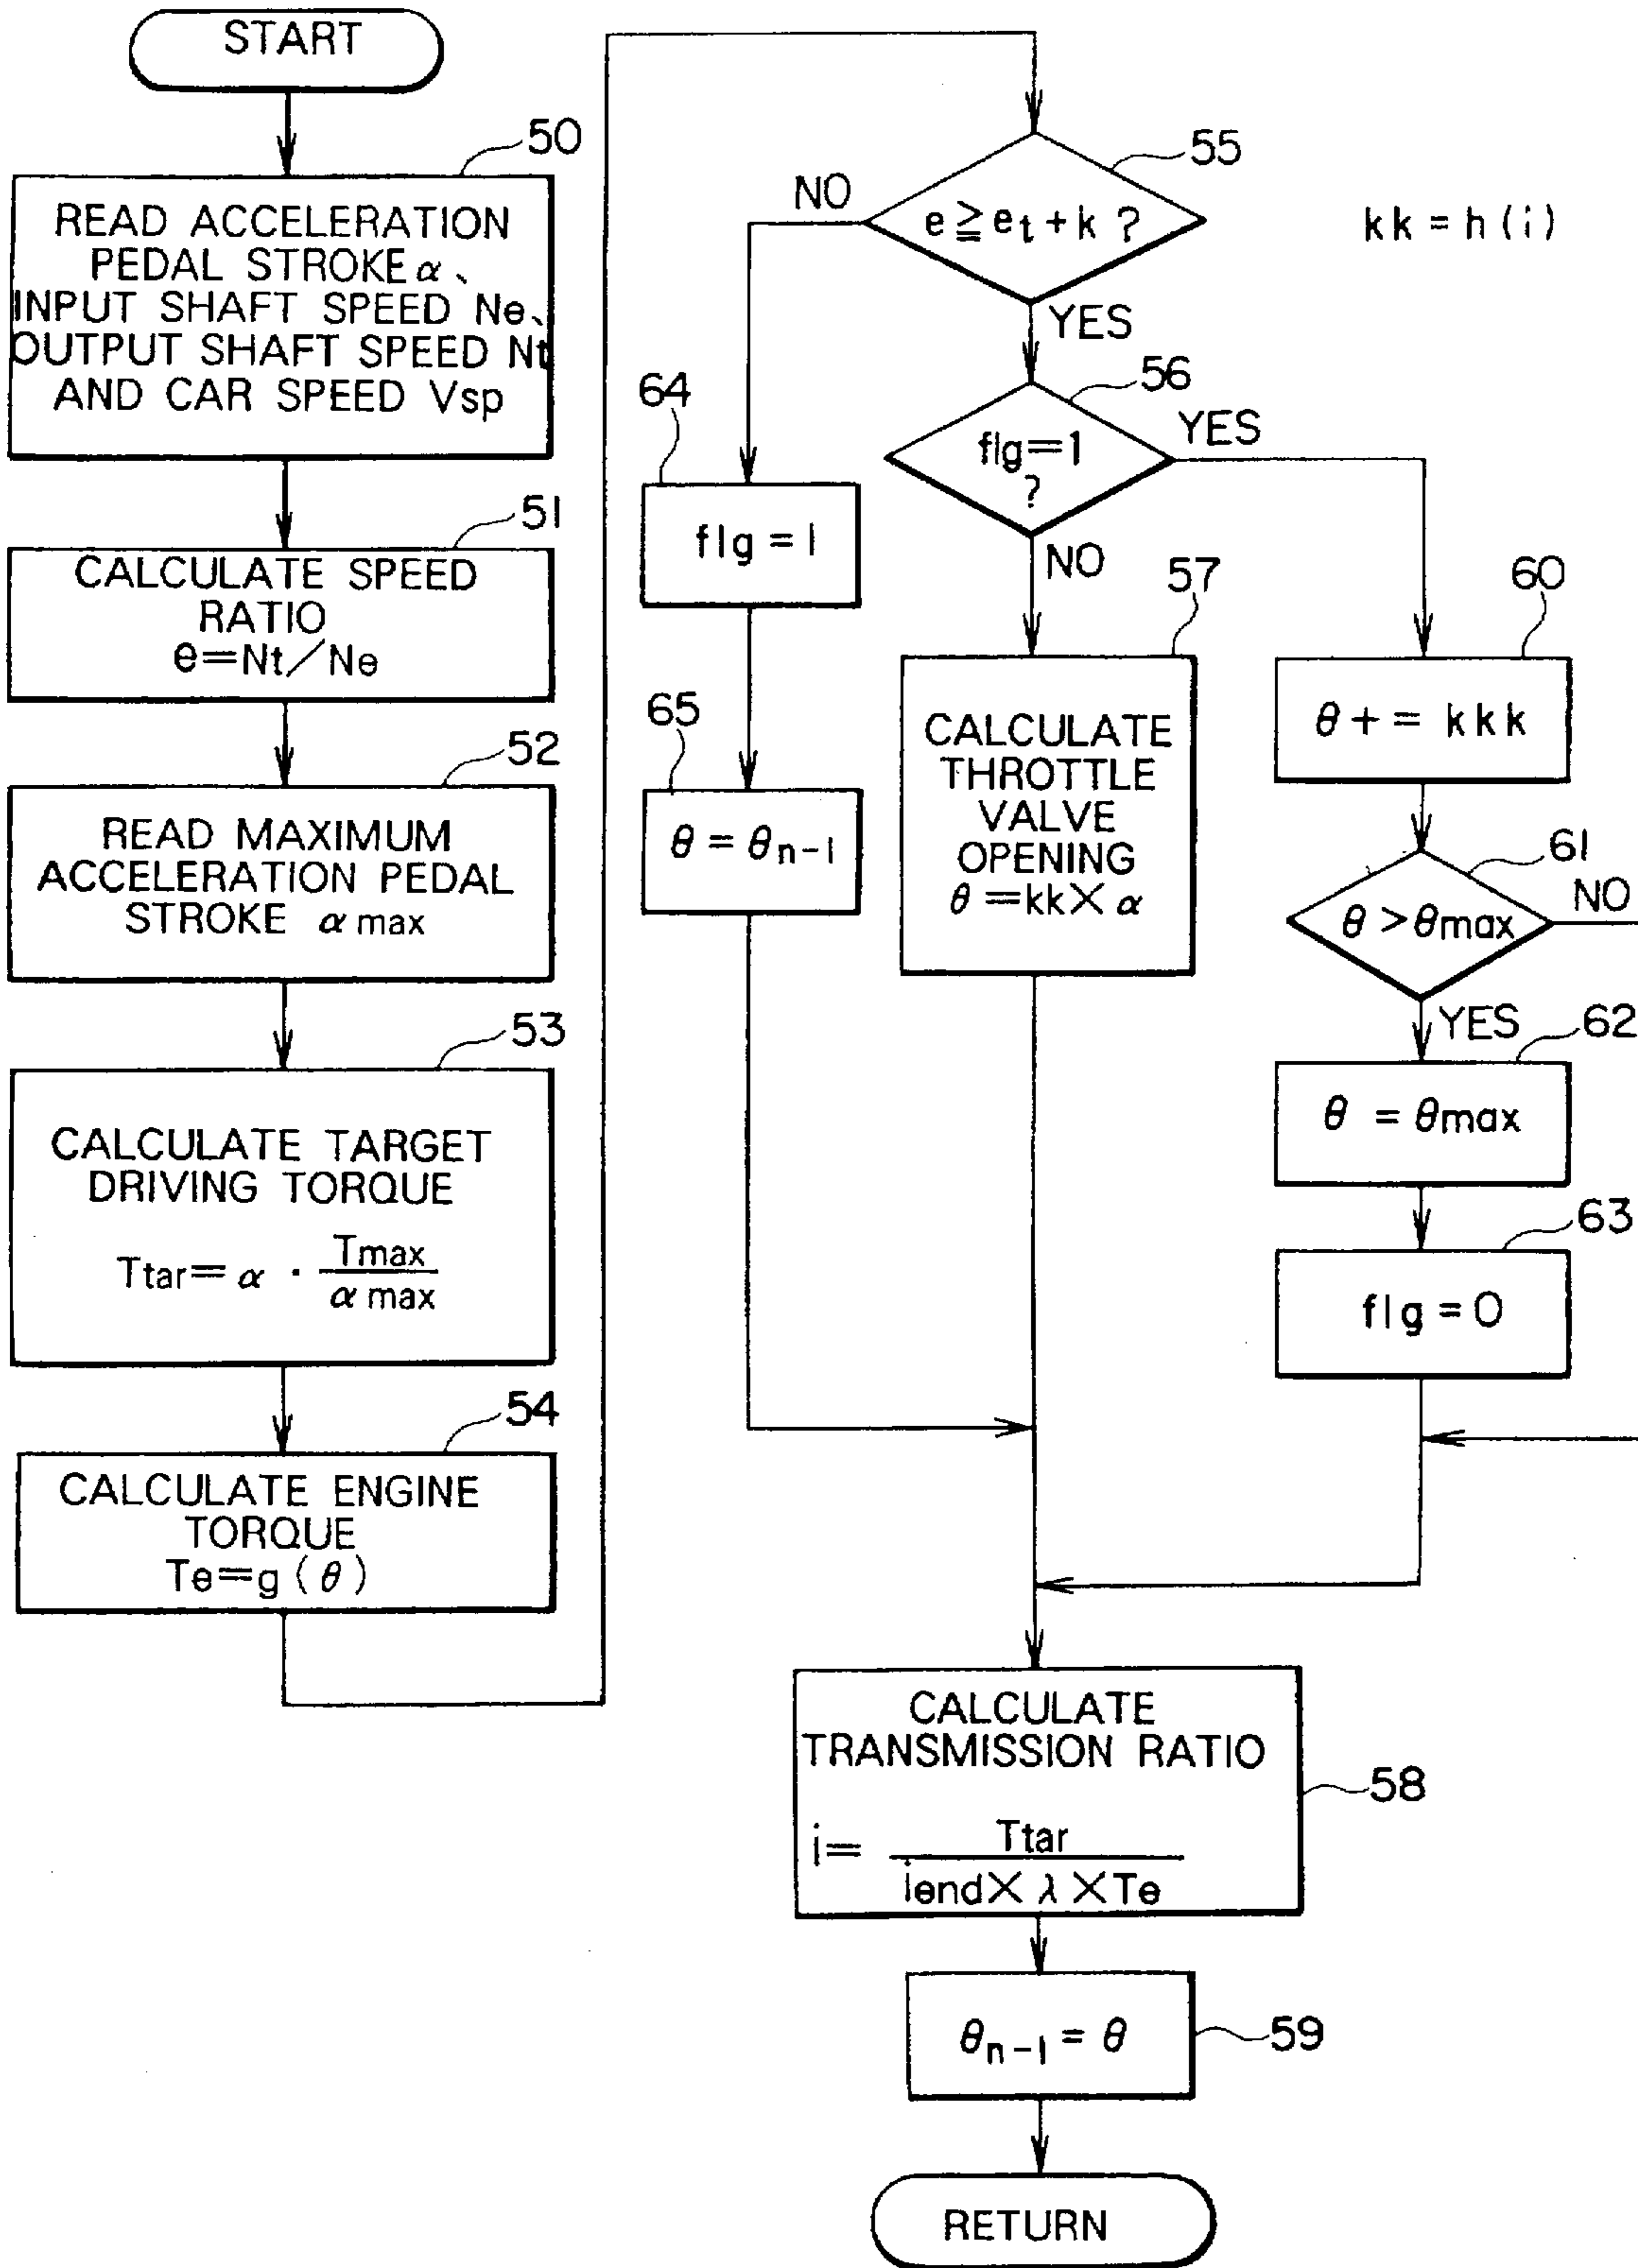 START
50
READ ACCELERATION
PEDAL STROKE α、
INPUT SHAFT SPEED Ne、
OUTPUT SHAFT SPEED Nt
AND CAR SPEED Vsp
51
CALCULATE SPEED
RATIO
e=Nt/Ne
52
READ MAXIMUM
ACCELERATION PEDAL
STROKE α max
53
CALCULATE TARGET
DRIVING TORQUE
Ttar= α · Tmax / α max
54
CALCULATE ENGINE
TORQUE
Te=g(θ)
55
e ≧ et + k ?
NO
YES
kk = h(i)
56
flg=1
?
YES
NO
64
flg = 1
65
θ = θn-1
57
CALCULATE
THROTTLE
VALVE
OPENING
θ =kk× α
60
θ += kkk
61
θ > θmax
NO
YES
62
θ = θmax
63
flg = 0
58
CALCULATE
TRANSMISSION RATIO
i= Ttar / iend× λ ×Te
59
θn-1 = θ
RETURN